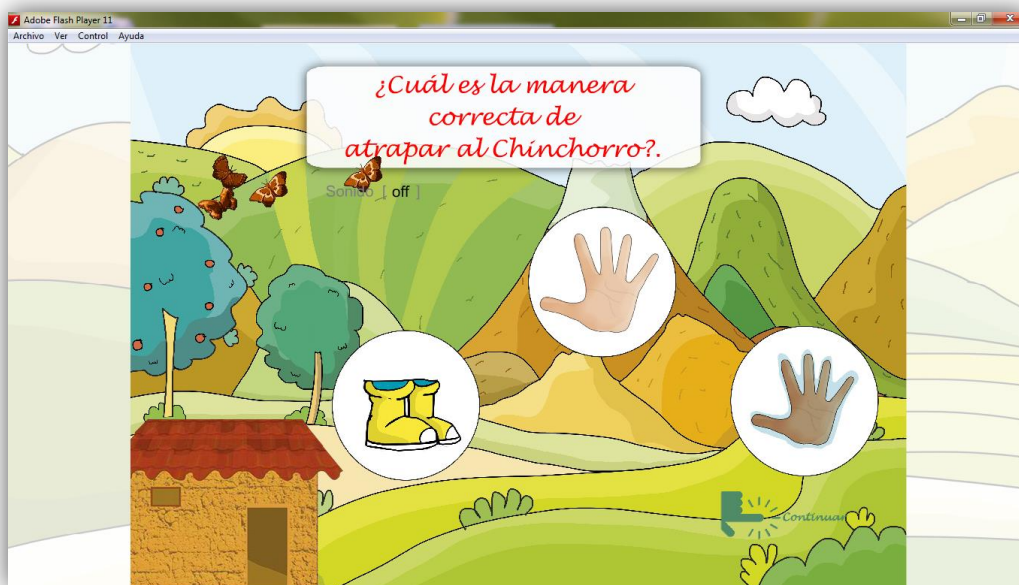 Adobe Flash Player 11
Archivo Ver Control Ayuda
¿Cuál es la manera
correcta de
atrapar al Chinchorro?.
Sonido [ off ]
Continuar